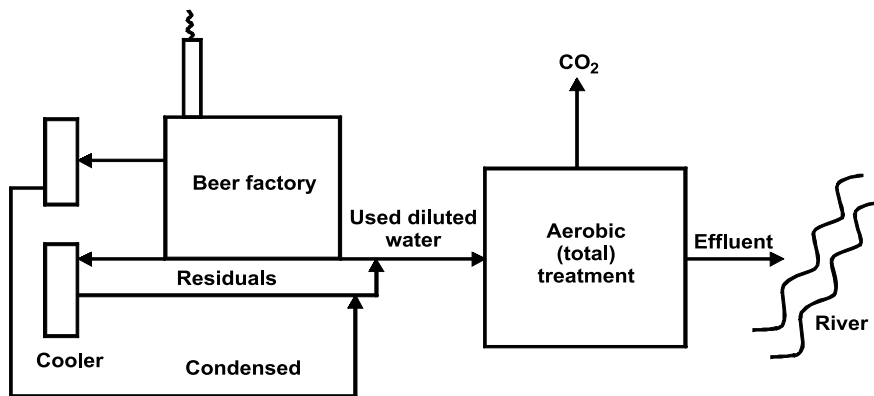 CO2
Beer factory
Used diluted
water
Aerobic
(total)
treatment
Effluent
Residuals
River
Cooler
Condensed